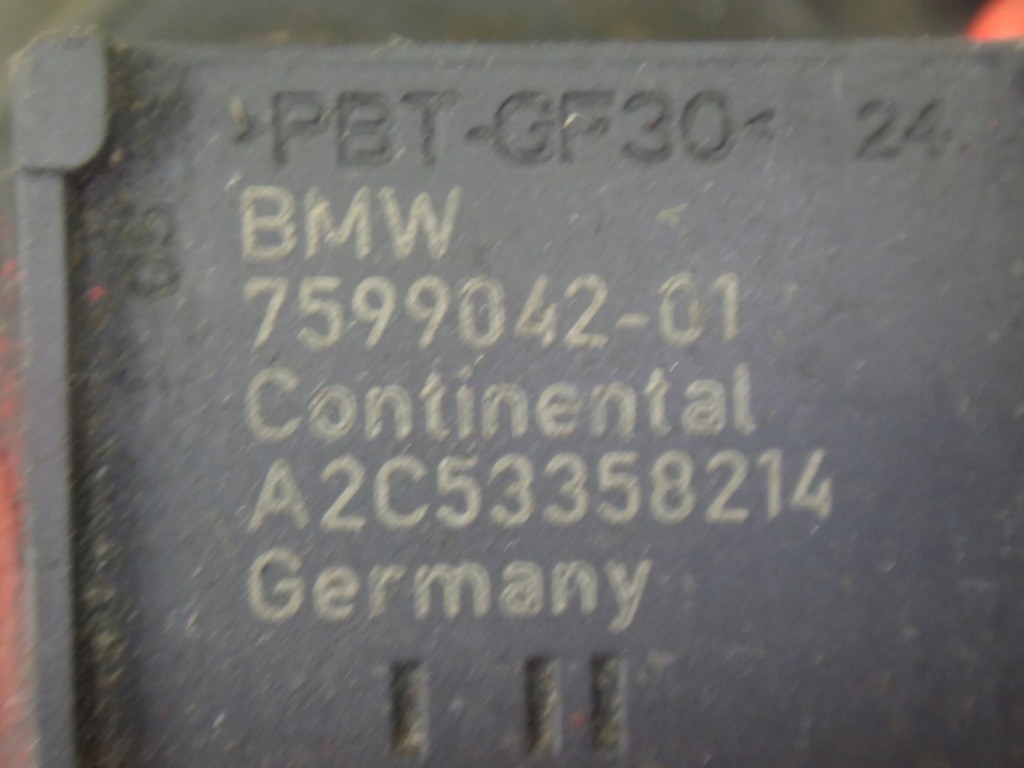 >PBT-GF30< 24.
BMW
7599042-01
Continental
A2C53358214
Germany